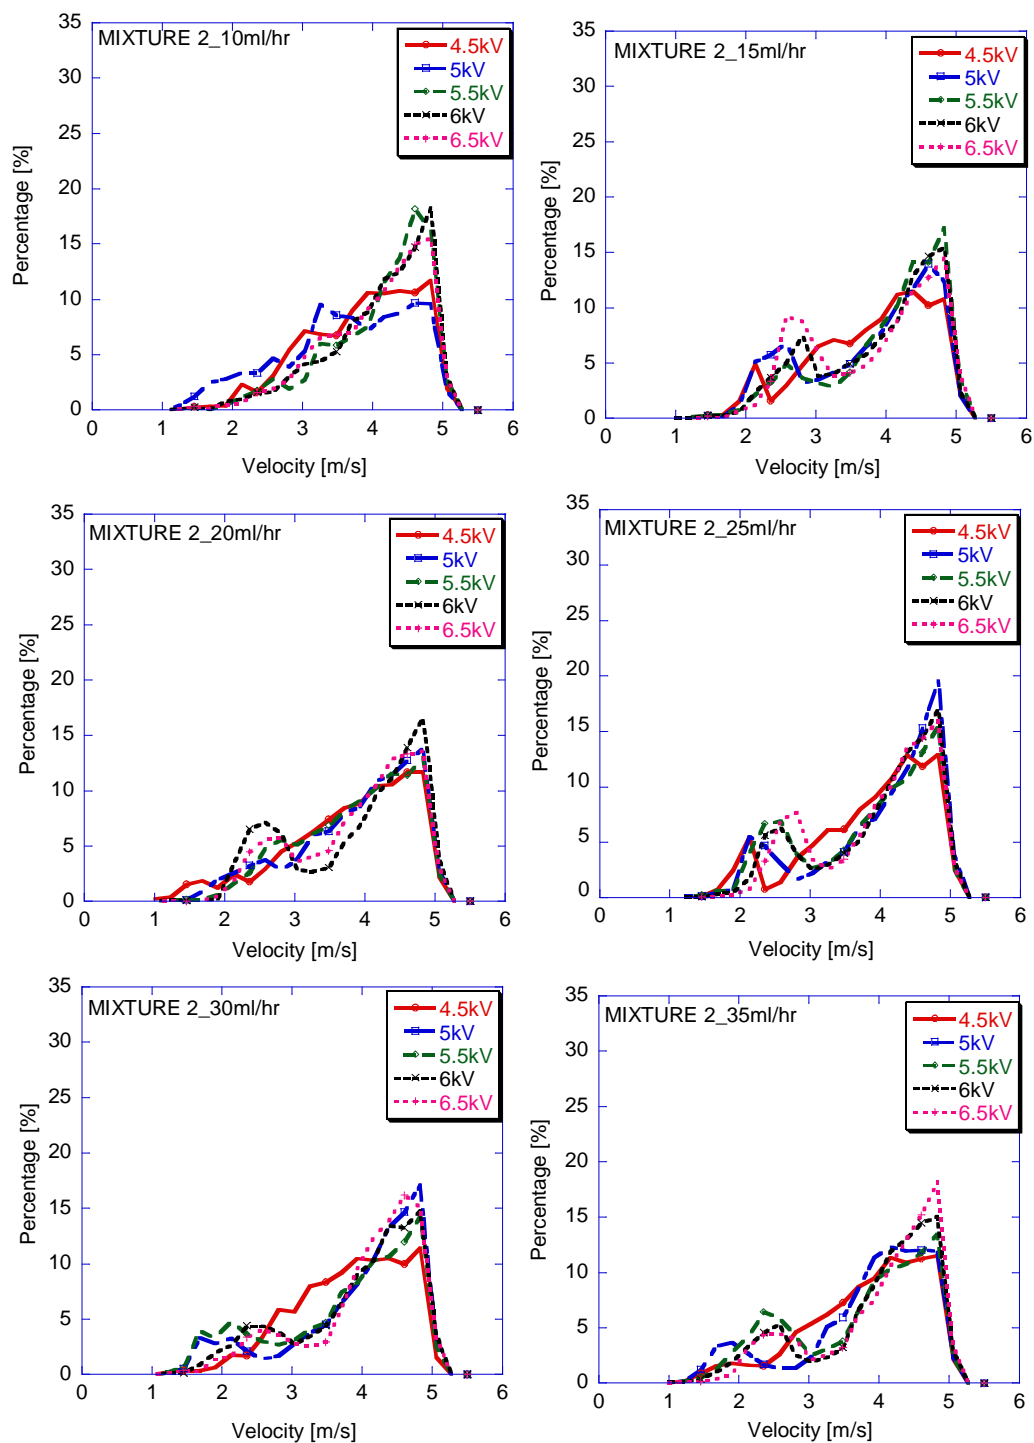 MIXTURE 2_10ml/hr
4.5kV
5kV
5.5kV
6kV
6.5kV
Percentage [%]
35
30
25
20
15
10
5
0
0 1 2 3 4 5 6
Velocity [m/s]
MIXTURE 2_15ml/hr
4.5kV
5kV
5.5kV
6kV
6.5kV
Percentage [%]
35
30
25
20
15
10
5
0
0 1 2 3 4 5 6
Velocity [m/s]
MIXTURE 2_20ml/hr
4.5kV
5kV
5.5kV
6kV
6.5kV
Percentage [%]
35
30
25
20
15
10
5
0
0 1 2 3 4 5 6
Velocity [m/s]
MIXTURE 2_25ml/hr
4.5kV
5kV
5.5kV
6kV
6.5kV
Percentage [%]
35
30
25
20
15
10
5
0
0 1 2 3 4 5 6
Velocity [m/s]
MIXTURE 2_30ml/hr
4.5kV
5kV
5.5kV
6kV
6.5kV
Percentage [%]
35
30
25
20
15
10
5
0
0 1 2 3 4 5 6
Velocity [m/s]
MIXTURE 2_35ml/hr
4.5kV
5kV
5.5kV
6kV
6.5kV
Percentage [%]
35
30
25
20
15
10
5
0
0 1 2 3 4 5 6
Velocity [m/s]